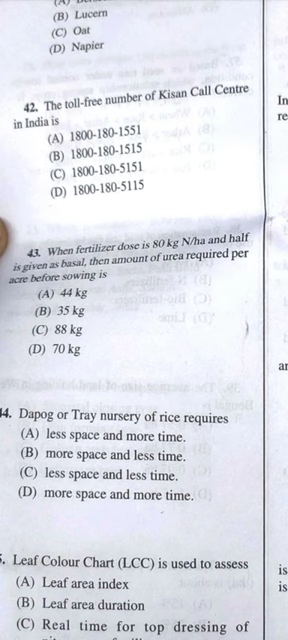 (B) Lucern
(C) Oat
(D) Napier
42. The toll-free number of Kisan Call Centre
in India is
(A) 1800-180-1551
(B) 1800-180-1515
(C) 1800-180-5151
(D) 1800-180-5115
43. When fertilizer dose is 80 kg N/ha and half
is given as basal, then amount of urea required per
acre before sowing is
(A) 44 kg
(B) 35 kg
(C) 88 kg
(D) 70 kg
4. Dapog or Tray nursery of rice requires
(A) less space and more time.
(B) more space and less time.
(C) less space and less time.
(D) more space and more time.
. Leaf Colour Chart (LCC) is used to assess
(A) Leaf area index
(B) Leaf area duration
(C) Real time for top dressing of
In
re
ar
is
is